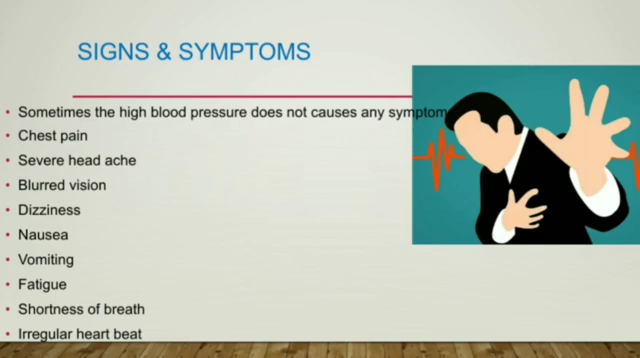 SIGNS & SYMPTOMS
Sometimes the high blood pressure does not causes any symptom
Chest pain
Severe head ache
Blurred vision
Dizziness
Nausea
Vomiting
Fatigue
Shortness of breath
Irregular heart beat